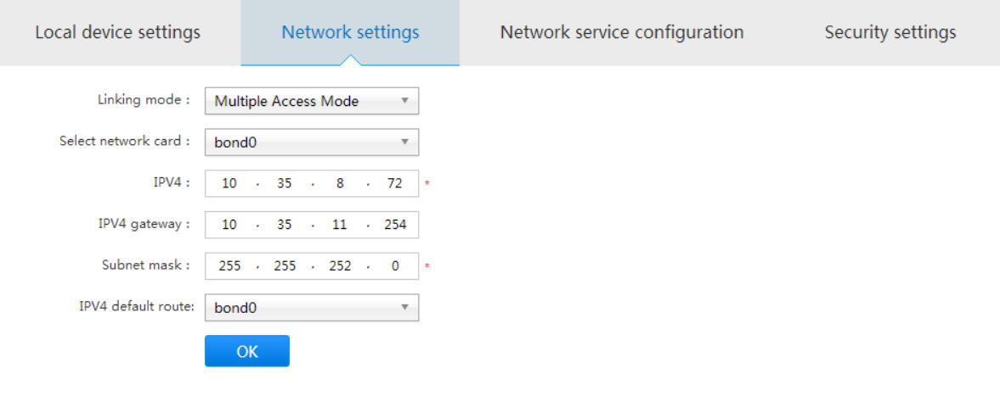 Local device settings Network settings Network service configuration Security settings
Linking mode : Multiple Access Mode
Select network card : bond0
IPV4 : 10 . 35 . 8 . 72 *
IPV4 gateway : 10 . 35 . 11 . 254
Subnet mask : 255 . 255 . 252 . 0 *
IPV4 default route: bond0
OK